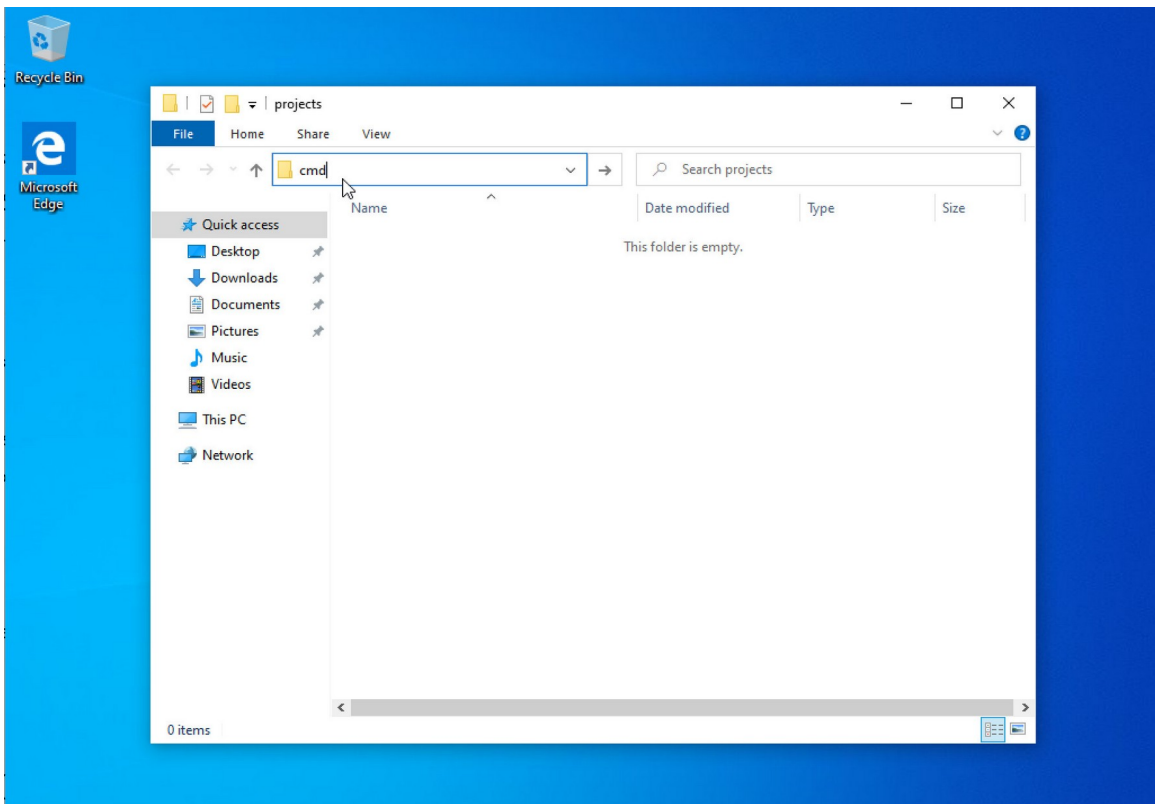 Recycle Bin
Microsoft
Edge
projects
File Home Share View
cmd
Search projects
Name Date modified Type Size
This folder is empty.
Quick access
Desktop
Downloads
Documents
Pictures
Music
Videos
This PC
Network
0 items